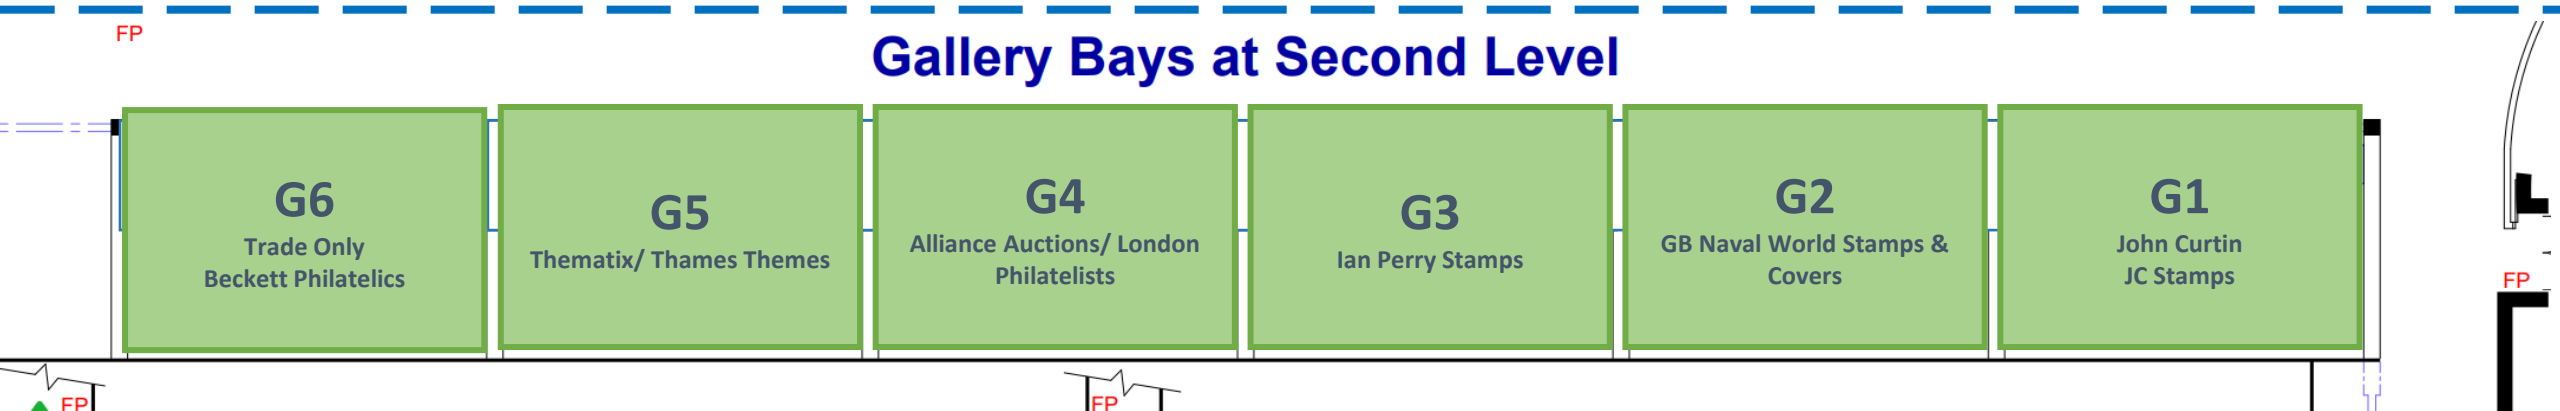 FP
Gallery Bays at Second Level
G6
Trade Only
Beckett Philatelics
G5
Thematix/ Thames Themes
G4
Alliance Auctions/ London
Philatelists
G3
Ian Perry Stamps
G2
GB Naval World Stamps &
Covers
G1
John Curtin
JC Stamps
FP
FP
FP